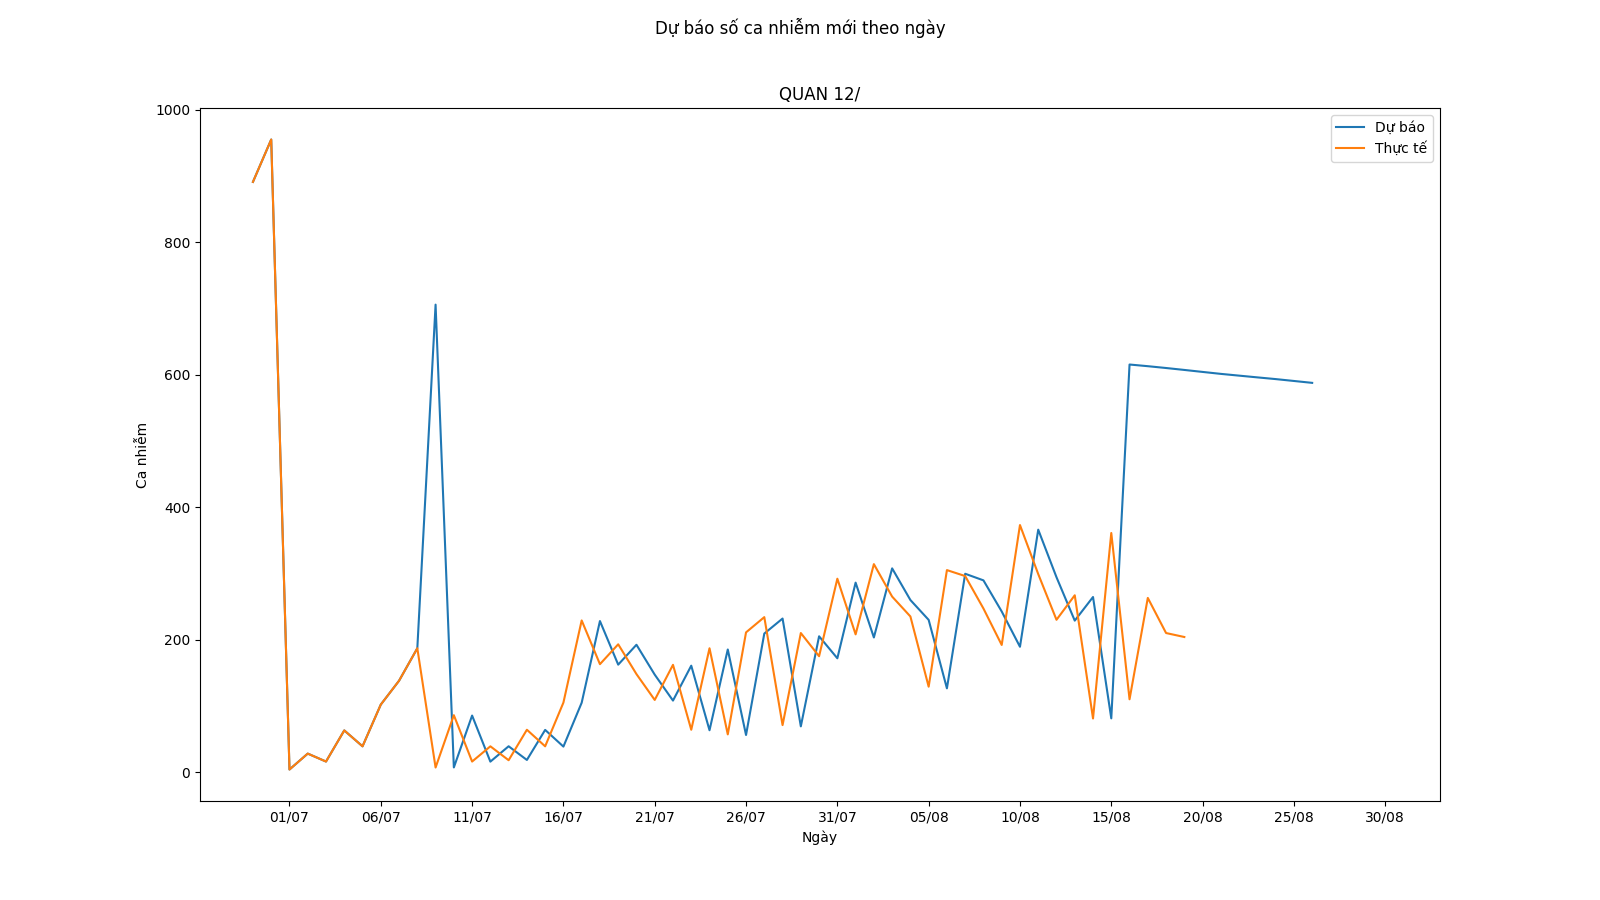 Dự báo số ca nhiễm mới theo ngày
QUAN 12/
Dự báo
Thực tế
Ca nhiễm
1000
800
600
400
200
0
01/07 06/07 11/07 16/07 21/07 26/07 31/07 05/08 10/08 15/08 20/08 25/08 30/08
Ngày